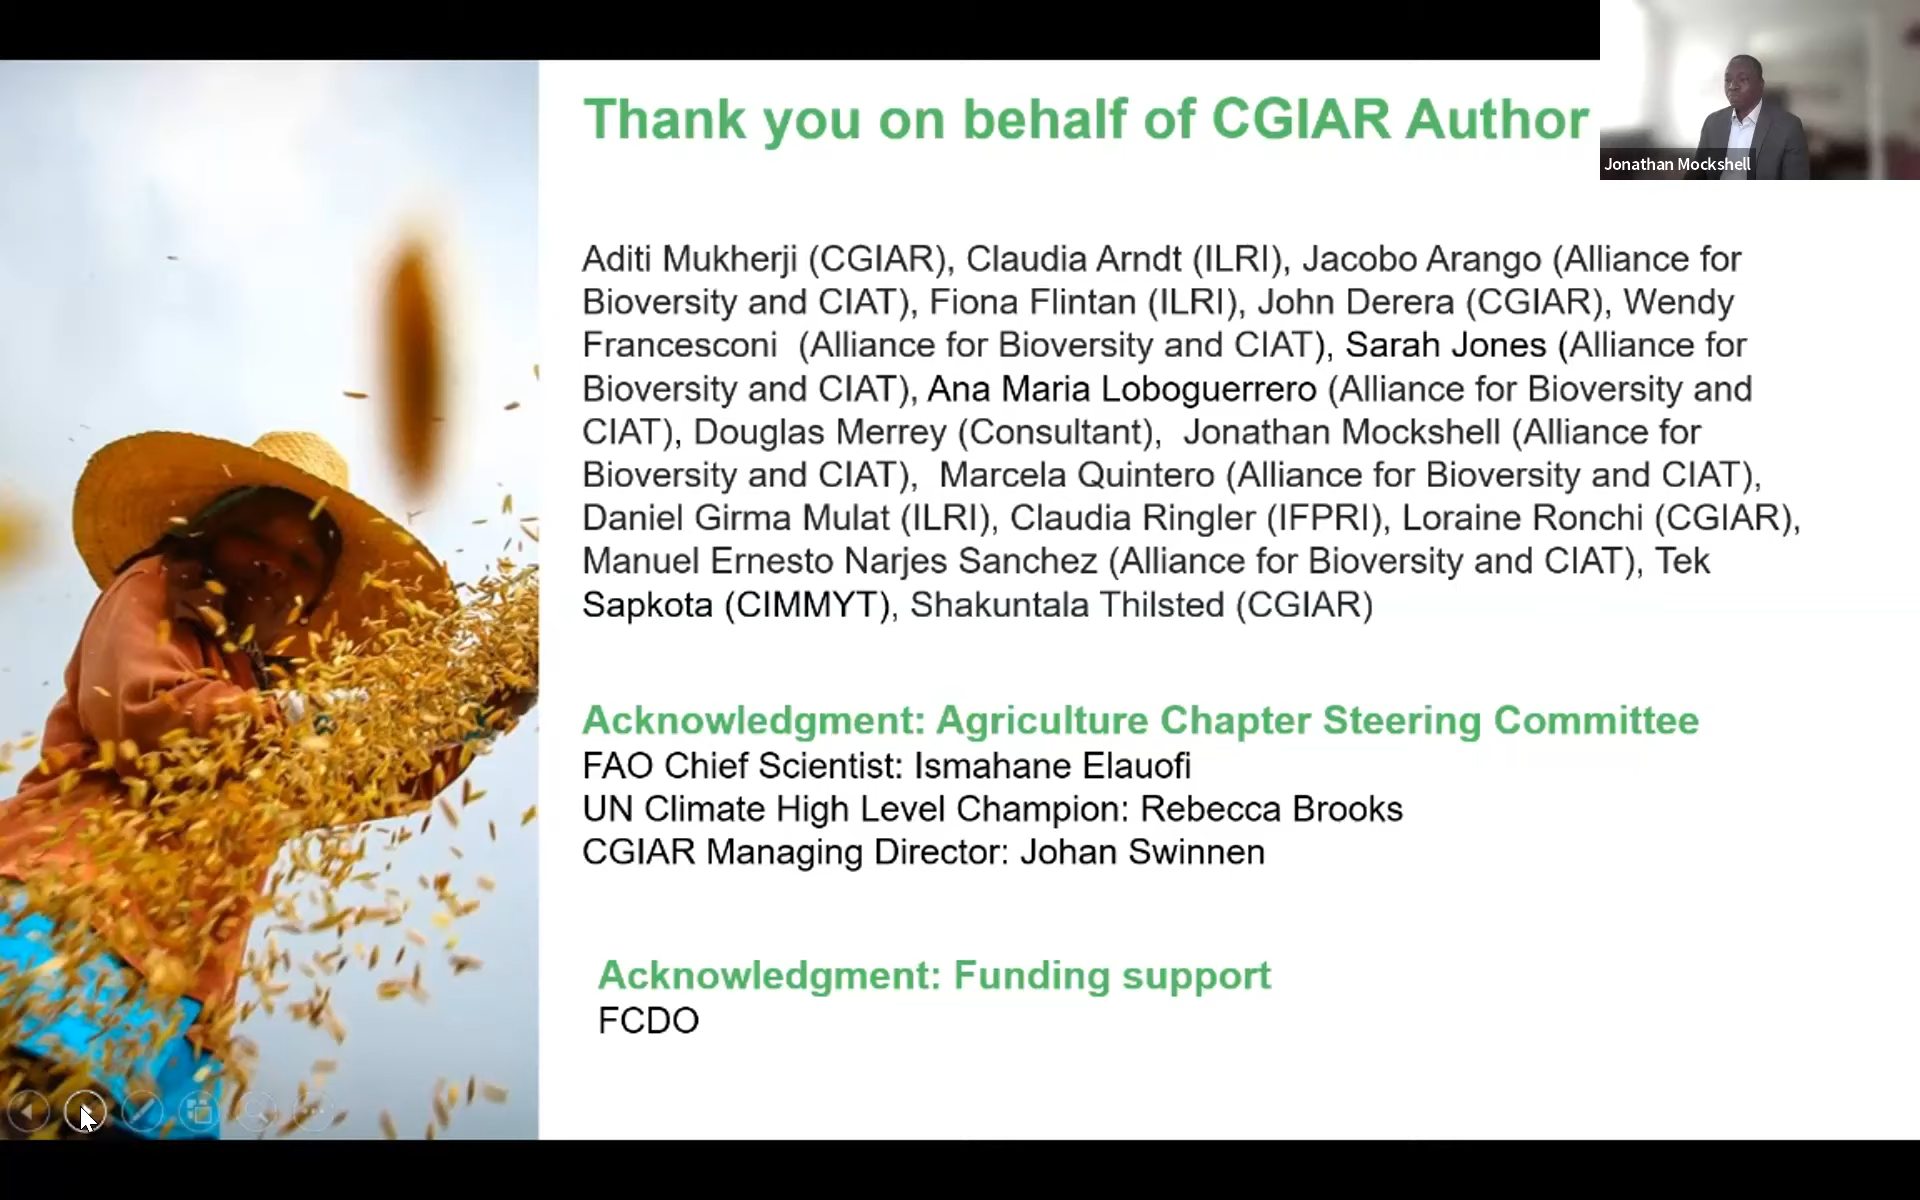 Thank you on behalf of CGIAR Author
Jonathan Mockshell
Aditi Mukherji (CGIAR), Claudia Arndt (ILRI), Jacobo Arango (Alliance for
Bioversity and CIAT), Fiona Flintan (ILRI), John Derera (CGIAR), Wendy
Francesconi  (Alliance for Bioversity and CIAT), Sarah Jones (Alliance for
Bioversity and CIAT), Ana Maria Loboguerrero (Alliance for Bioversity and
CIAT), Douglas Merrey (Consultant),  Jonathan Mockshell (Alliance for
Bioversity and CIAT),  Marcela Quintero (Alliance for Bioversity and CIAT),
Daniel Girma Mulat (ILRI), Claudia Ringler (IFPRI), Loraine Ronchi (CGIAR),
Manuel Ernesto Narjes Sanchez (Alliance for Bioversity and CIAT), Tek
Sapkota (CIMMYT), Shakuntala Thilsted (CGIAR)
Acknowledgment: Agriculture Chapter Steering Committee
FAO Chief Scientist: Ismahane Elauofi
UN Climate High Level Champion: Rebecca Brooks
CGIAR Managing Director: Johan Swinnen
Acknowledgment: Funding support
FCDO